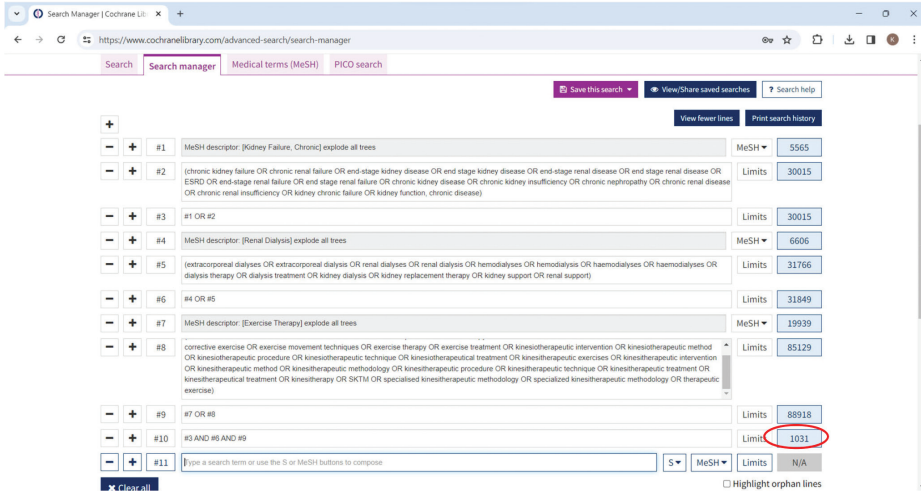 Search Manager | Cochrane Lib
https://www.cochranelibrary.com/advanced-search/search-manager
K
Search Search manager Medical terms (MeSH) PICO search
Save this search View/Share saved searches ? Search help
View fewer lines Print search history
+
- + #1 MeSH descriptor: [Kidney Failure, Chronic] explode all trees MeSH 5565
- + #2 (chronic kidney failure OR chronic renal failure OR end-stage kidney disease OR end stage kidney disease OR end-stage renal disease OR end stage renal disease OR Limits 30015
ESRD OR end-stage renal failure OR end stage renal failure OR chronic kidney disease OR chronic kidney insufficiency OR chronic nephropathy OR chronic renal disease
OR chronic renal insufficiency OR kidney chronic failure OR kidney function, chronic disease)
- + #3 #1 OR #2 Limits 30015
- + #4 MeSH descriptor: [Renal Dialysis] explode all trees MeSH 6606
- + #5 (extracorporeal dialyses OR extracorporeal dialysis OR renal dialyses OR renal dialysis OR hemodialyses OR hemodialysis OR haemodialyses OR haemodialyses OR Limits 31766
dialysis therapy OR dialysis treatment OR kidney dialysis OR kidney replacement therapy OR kidney support OR renal support)
- + #6 #4 OR #5 Limits 31849
- + #7 MeSH descriptor: [Exercise Therapy] explode all trees MeSH 19939
- + #8 corrective exercise OR exercise movement techniques OR exercise therapy OR exercise treatment OR kinesiotherapeutic intervention OR kinesiotherapeutic method Limits 85129
OR kinesiotherapeutic procedure OR kinesiotherapeutic technique OR kinesiotherapeutical treatment OR kinesitherapeutic exercises OR kinesitherapeutic intervention
OR kinesitherapeutic method OR kinesitherapeutic methodology OR kinesitherapeutic procedure OR kinesitherapeutic technique OR kinesitherapeutic treatment OR
kinesitherapeutical treatment OR kinesitherapy OR SKTM OR specialised kinesitherapeutic methodology OR specialized kinesitherapeutic methodology OR therapeutic
exercise)
- + #9 #7 OR #8 Limits 88918
- + #10 #3 AND #6 AND #9 Limits 1031
- + #11 Type a search term or use the S or MeSH buttons to compose S MeSH Limits N/A
✖ Clear all Highlight orphan lines